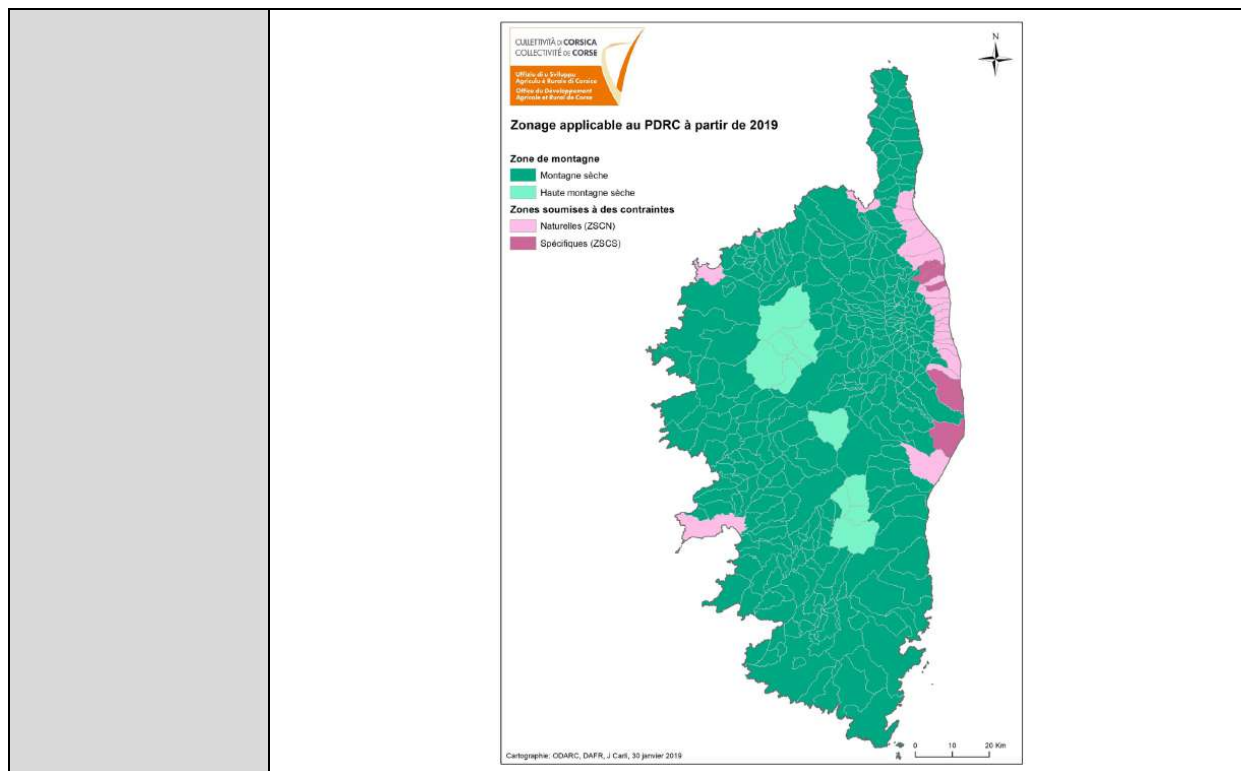 CULLETTIVITÀ DI CORSICA
COLLECTIVITÉ DE CORSE
Uffiziu di u Sviluppu
Agriculu è Rurale di Corsica
Office du Développement
Agricole et Rural de Corse
N
Zonage applicable au PDRC à partir de 2019
Zone de montagne
Montagne sèche
Haute montagne sèche
Zones soumises à des contraintes
Naturelles (ZSCN)
Spécifiques (ZSCS)
Cartographie: ODARC, DAFR, J Carli, 30 janvier 2019
0 10 20 Km